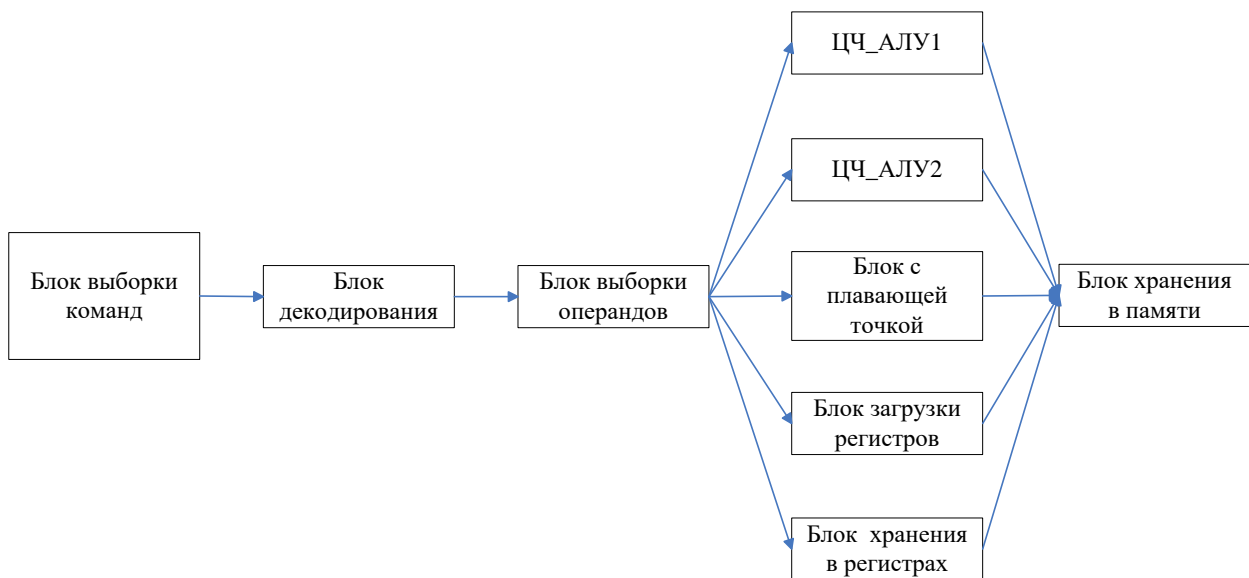 Блок выборки
команд
Блок
декодирования
Блок выборки
операндов
ЦЧ_АЛУ1
ЦЧ_АЛУ2
Блок с
плавающей
точкой
Блок загрузки
регистров
Блок хранения
в регистрах
Блок хранения
в памяти